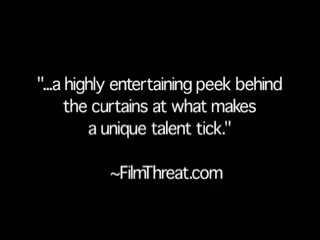 "...a highly entertaining peek behind
the curtains at what makes
a unique talent tick."
~FilmThreat.com